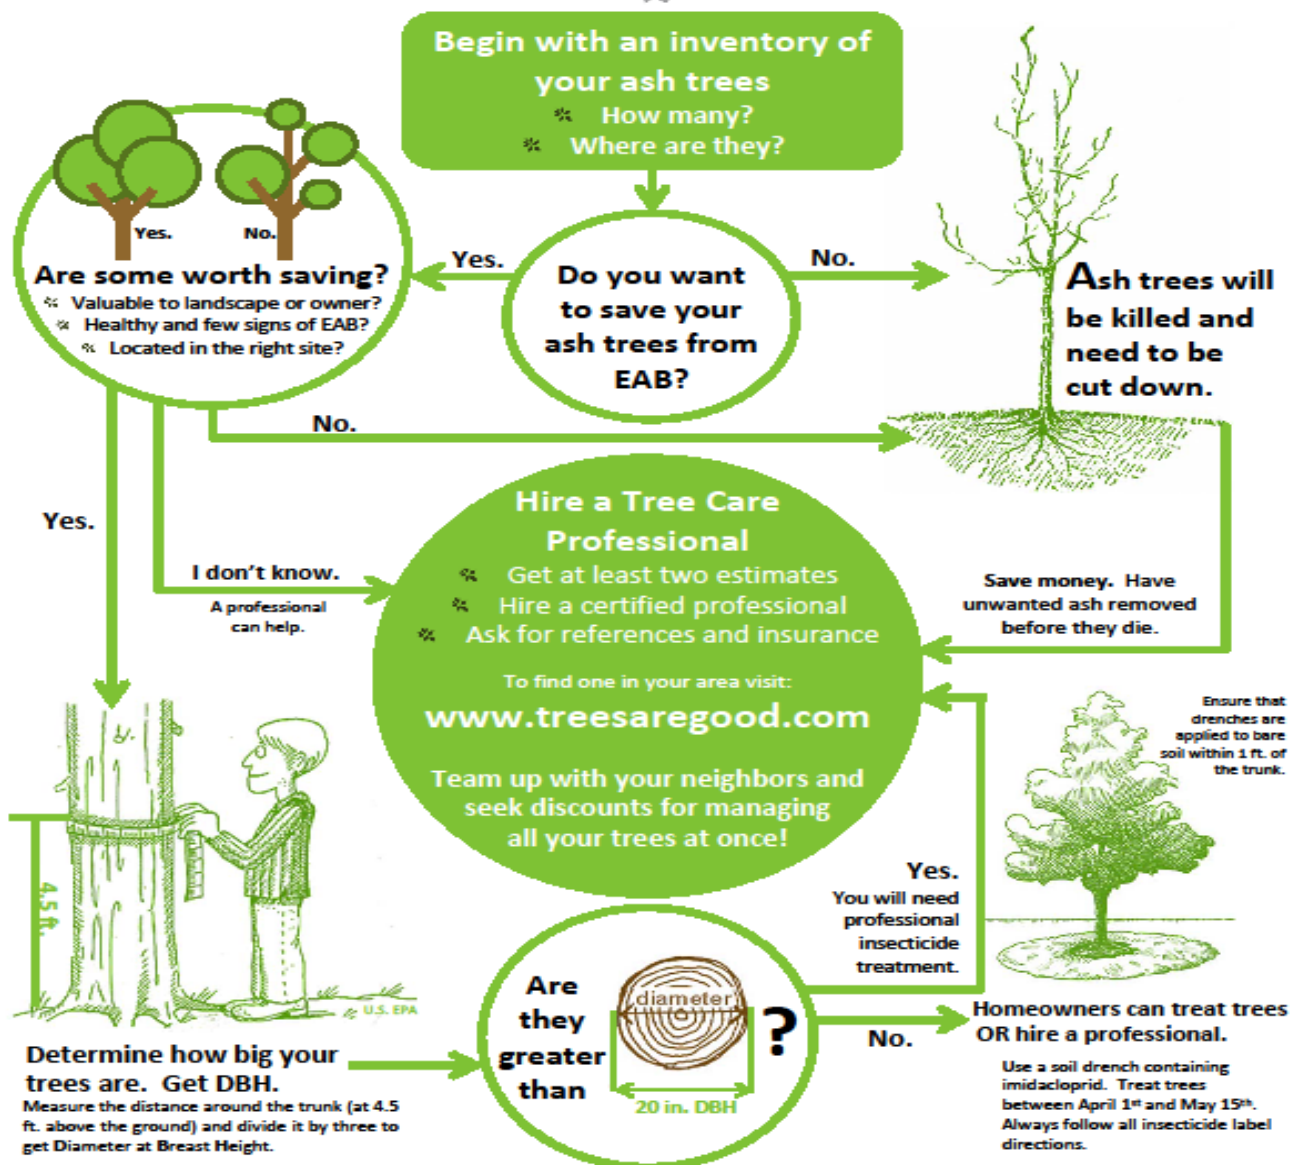 Begin with an inventory of
your ash trees
How many?
Where are they?
Yes.
No.
Are some worth saving?
Valuable to landscape or owner?
Healthy and few signs of EAB?
Located in the right site?
Yes.
Do you want
to save your
ash trees from
EAB?
No.
Ash trees will
be killed and
need to be
cut down.
No.
Yes.
I don't know.
A professional
can help.
Hire a Tree Care
Professional
Get at least two estimates
Hire a certified professional
Ask for references and insurance
To find one in your area visit:
www.treesaregood.com
Team up with your neighbors and
seek discounts for managing
all your trees at once!
Save money. Have
unwanted ash removed
before they die.
Ensure that
drenches are
applied to bare
soil within 1 ft. of
the trunk.
4.5 ft.
U.S. EPA
Determine how big your
trees are. Get DBH.
Measure the distance around the trunk (at 4.5
ft. above the ground) and divide it by three to
get Diameter at Breast Height.
Are
they
greater
than
diameter
20 in. DBH
?
Yes.
You will need
professional
insecticide
treatment.
No.
Homeowners can treat trees
OR hire a professional.
Use a soil drench containing
imidacloprid. Treat trees
between April 1st and May 15th.
Always follow all insecticide label
directions.